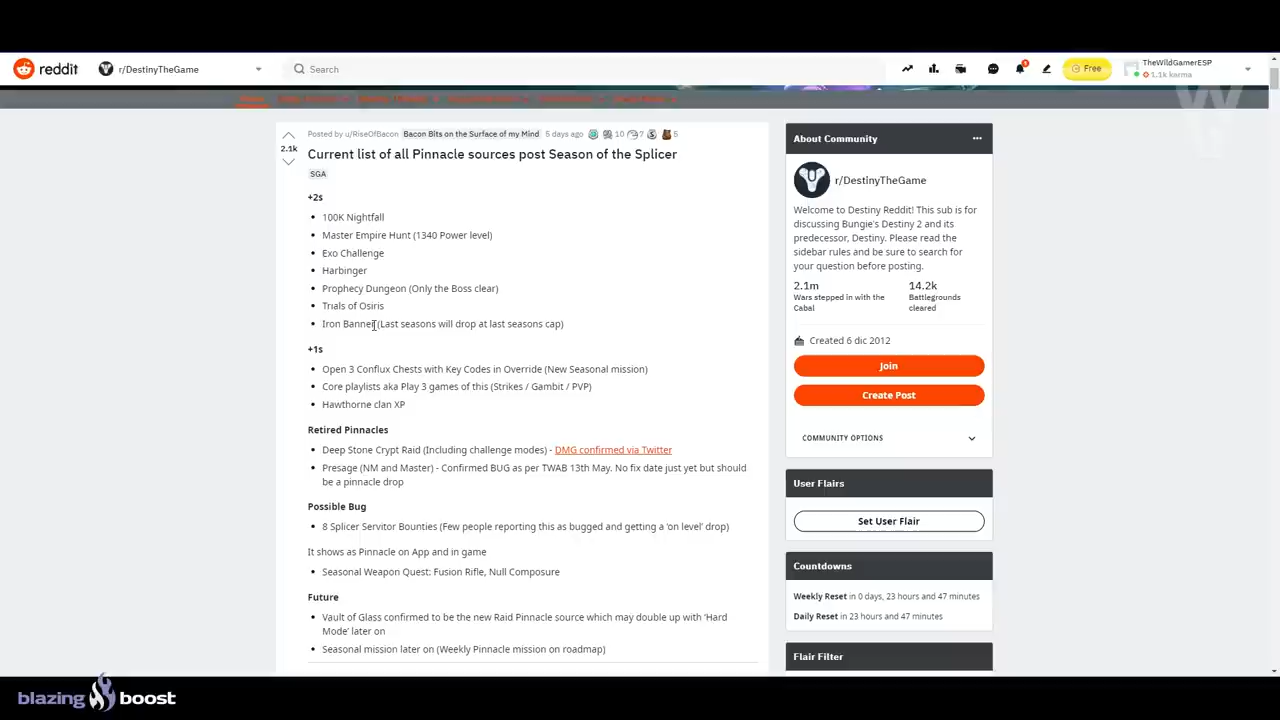 reddit
r/DestinyTheGame
Search
Free
TheWildGamerESP
1.1k karma
Posted by u/RiseOfBacon Bacon Bits on the Surface of my Mind 5 days ago 10 7 5
2.1k
Current list of all Pinnacle sources post Season of the Splicer
SGA
+2s
100K Nightfall
Master Empire Hunt (1340 Power level)
Exo Challenge
Harbinger
Prophecy Dungeon (Only the Boss clear)
Trials of Osiris
Iron Banner (Last seasons will drop at last seasons cap)
+1s
Open 3 Conflux Chests with Key Codes in Override (New Seasonal mission)
Core playlists aka Play 3 games of this (Strikes / Gambit / PVP)
Hawthorne clan XP
Retired Pinnacles
Deep Stone Crypt Raid (Including challenge modes) - DMG confirmed via Twitter
Presage (NM and Master) - Confirmed BUG as per TWAB 13th May. No fix date just yet but should
be a pinnacle drop
Possible Bug
8 Splicer Servitor Bounties (Few people reporting this as bugged and getting a 'on level' drop)
It shows as Pinnacle on App and in game
Seasonal Weapon Quest: Fusion Rifle, Null Composure
Future
Vault of Glass confirmed to be the new Raid Pinnacle source which may double up with 'Hard
Mode' later on
Seasonal mission later on (Weekly Pinnacle mission on roadmap)
About Community
r/DestinyTheGame
Welcome to Destiny Reddit! This sub is for
discussing Bungie's Destiny 2 and its
predecessor, Destiny. Please read the
sidebar rules and be sure to search for
your question before posting.
2.1m 14.2k
Wars stepped in with the Battlegrounds
Cabal cleared
Created 6 dic 2012
Join
Create Post
COMMUNITY OPTIONS
User Flairs
Set User Flair
Countdowns
Weekly Reset in 0 days, 23 hours and 47 minutes
Daily Reset in 23 hours and 47 minutes
Flair Filter
blazing boost